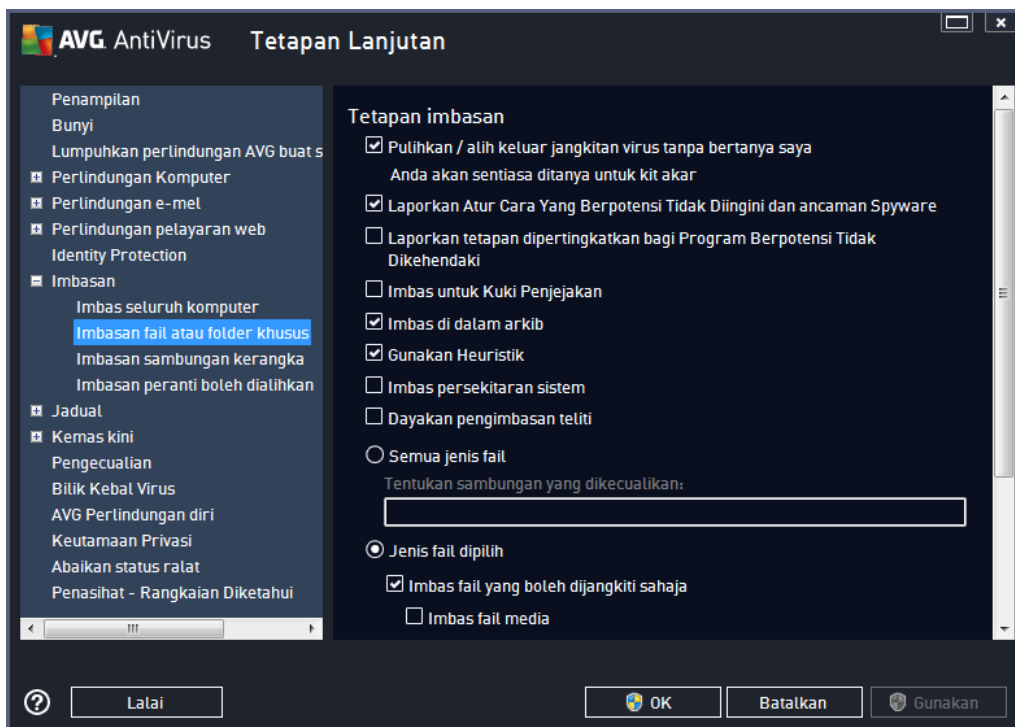 AVG AntiVirus Tetapan Lanjutan
Penampilan
Bunyi
Lumpuhkan perlindungan AVG buat s
Perlindungan Komputer
Perlindungan e-mel
Perlindungan pelayaran web
Identity Protection
Imbasan
Imbas seluruh komputer
Imbasan fail atau folder khusus
Imbasan sambungan kerangka
Imbasan peranti boleh dialihkan
Jadual
Kemas kini
Pengecualian
Bilik Kebal Virus
AVG Perlindungan diri
Keutamaan Privasi
Abaikan status ralat
Penasihat - Rangkaian Diketahui
Tetapan imbasan
Pulihkan / alih keluar jangkitan virus tanpa bertanya saya
Anda akan sentiasa ditanya untuk kit akar
Laporkan Atur Cara Yang Berpotensi Tidak Diingini dan ancaman Spyware
Laporkan tetapan dipertingkatkan bagi Program Berpotensi Tidak
Dikehendaki
Imbas untuk Kuki Penjejakan
Imbas di dalam arkib
Gunakan Heuristik
Imbas persekitaran sistem
Dayakan pengimbasan teliti
Semua jenis fail
Tentukan sambungan yang dikecualikan:
Jenis fail dipilih
Imbas fail yang boleh dijangkiti sahaja
Imbas fail media
Lalai
OK
Batalkan
Gunakan